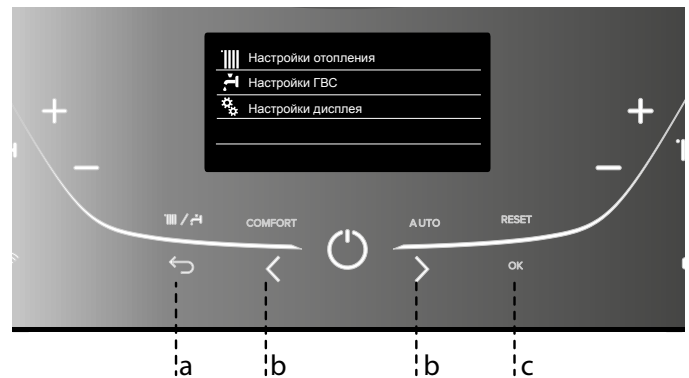 Настройки отопления
Настройки ГВС
Настройки дисплея
COMFORT
AUTO
RESET
OK
a
b
b
c